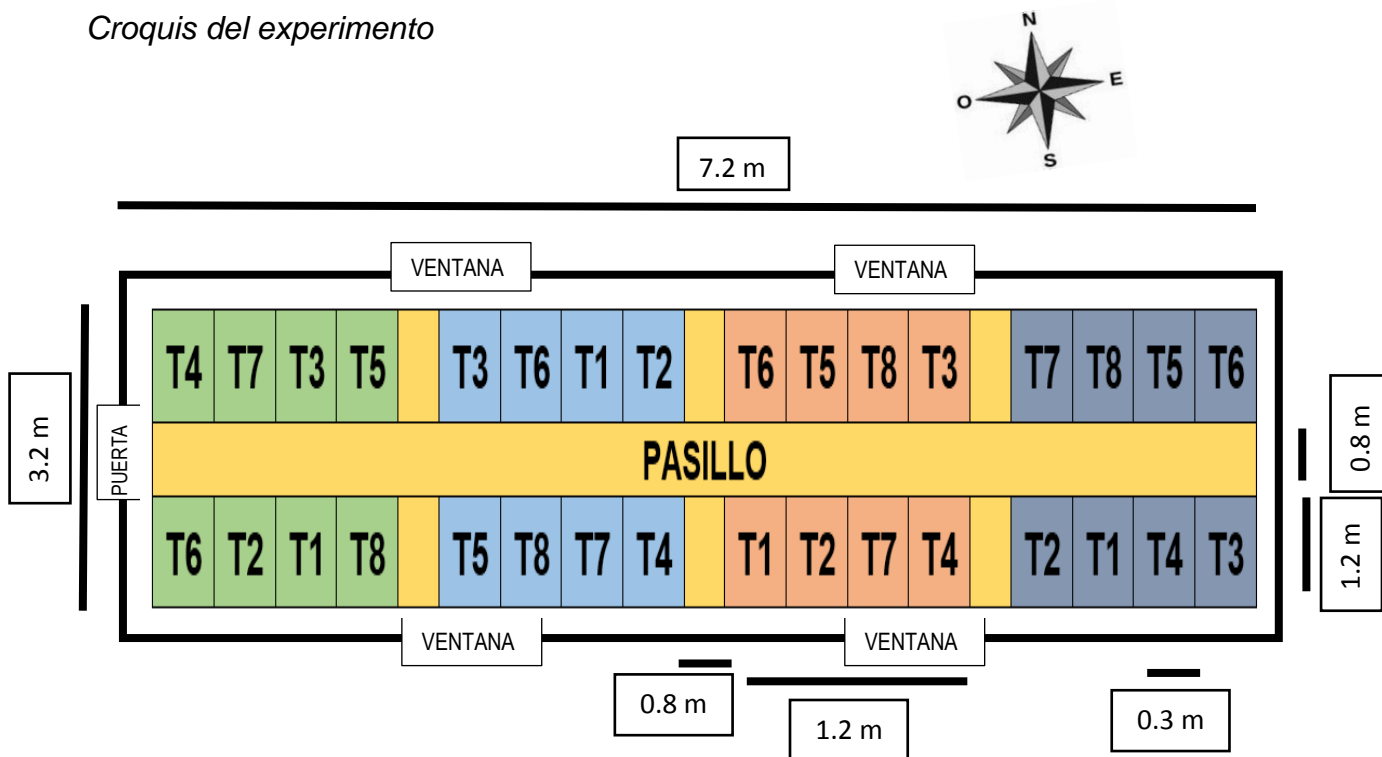 Croquis del experimento
N
E
O
S
7.2 m
VENTANA VENTANA
T4 T7 T3 T5 T3 T6 T1 T2 T6 T5 T8 T3 T7 T8 T5 T6
3.2 m
PUERTA
PASILLO
0.8 m
T6 T2 T1 T8 T5 T8 T7 T4 T1 T2 T7 T4 T2 T1 T4 T3
1.2 m
VENTANA VENTANA
0.8 m
1.2 m
0.3 m